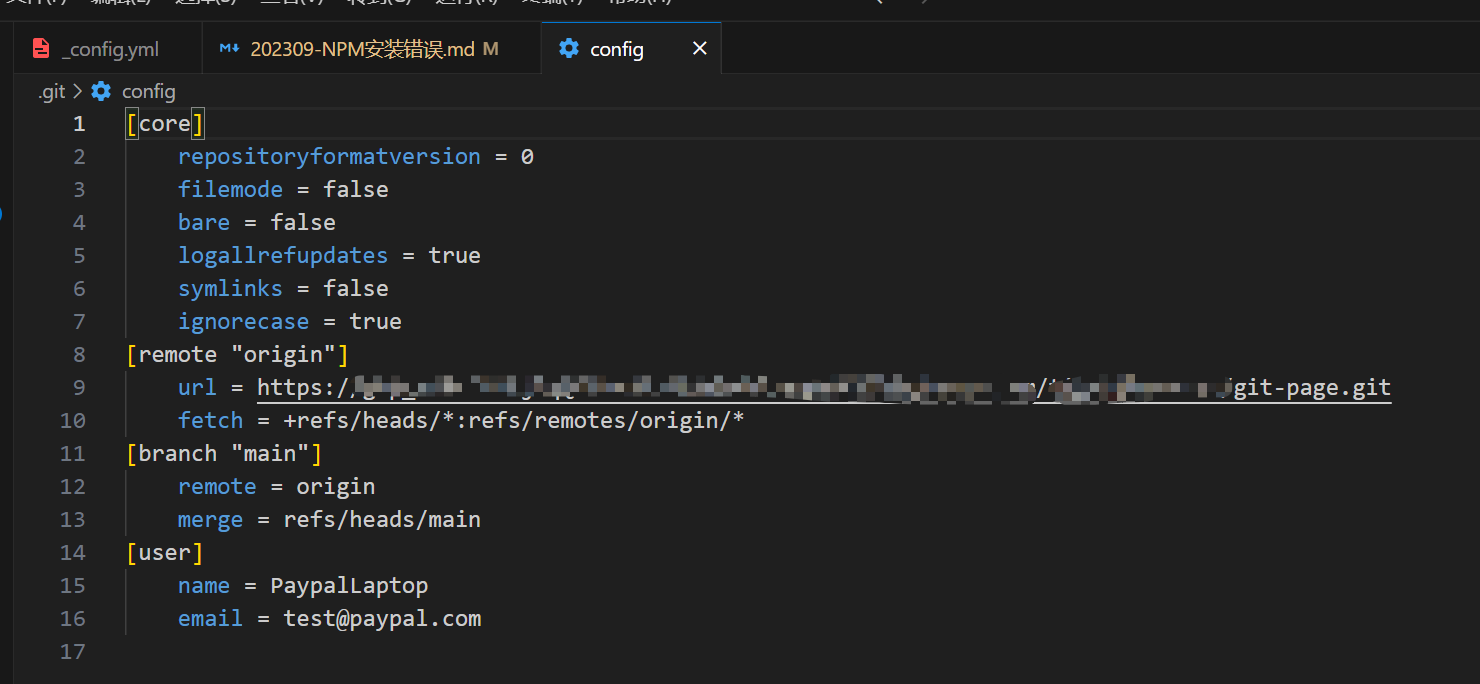 _config.yml
202309-NPM安装错误.md M
config
.git > config
1 [core]
2 repositoryformatversion = 0
3 filemode = false
4 bare = false
5 logallrefupdates = true
6 symlinks = false
7 ignorecase = true
8 [remote "origin"]
9 url = https:/ /git-page.git
10 fetch = +refs/heads/*:refs/remotes/origin/*
11 [branch "main"]
12 remote = origin
13 merge = refs/heads/main
14 [user]
15 name = PaypalLaptop
16 email = test@paypal.com
17